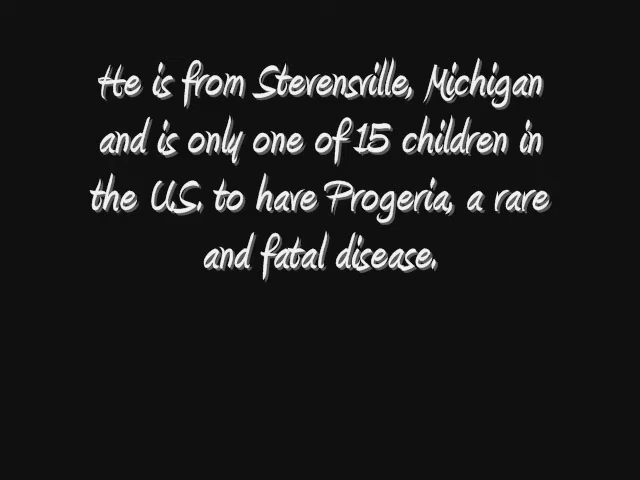 He is from Stevensville, Michigan
and is only one of 15 children in
the U.S. to have Progeria, a rare
and fatal disease.